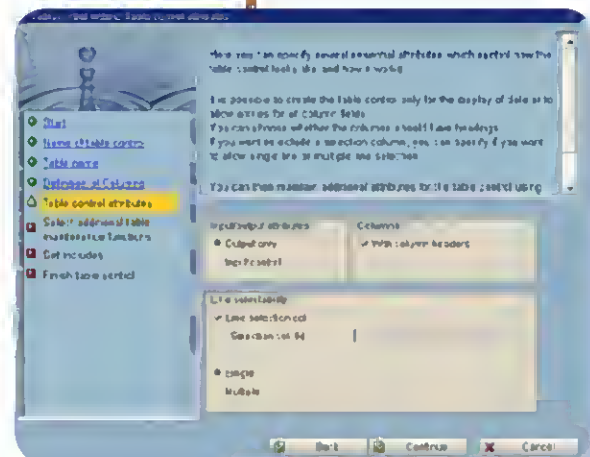 Here you can specify several essential attributes which control how the
table control looks like and how it works.
It is possible to create the table control only for the display of data or to
allow entries for all column fields.
You can choose whether the columns should have headings.
If you want to include a selection column, you can specify if you want
to allow single line or multiple line selection.
You can then maintain additional attributes for the table control using
Start
Name of table control
Table name
Definition of Columns
Table control attributes
Select additional table
maintenance functions
Def includes
Finish table control
Input/output attributes
Output only
Input control
Columns
With column headers
Line selectability
Line selection col
Selection col fld
Single
Multiple
Back
Continue
Cancel